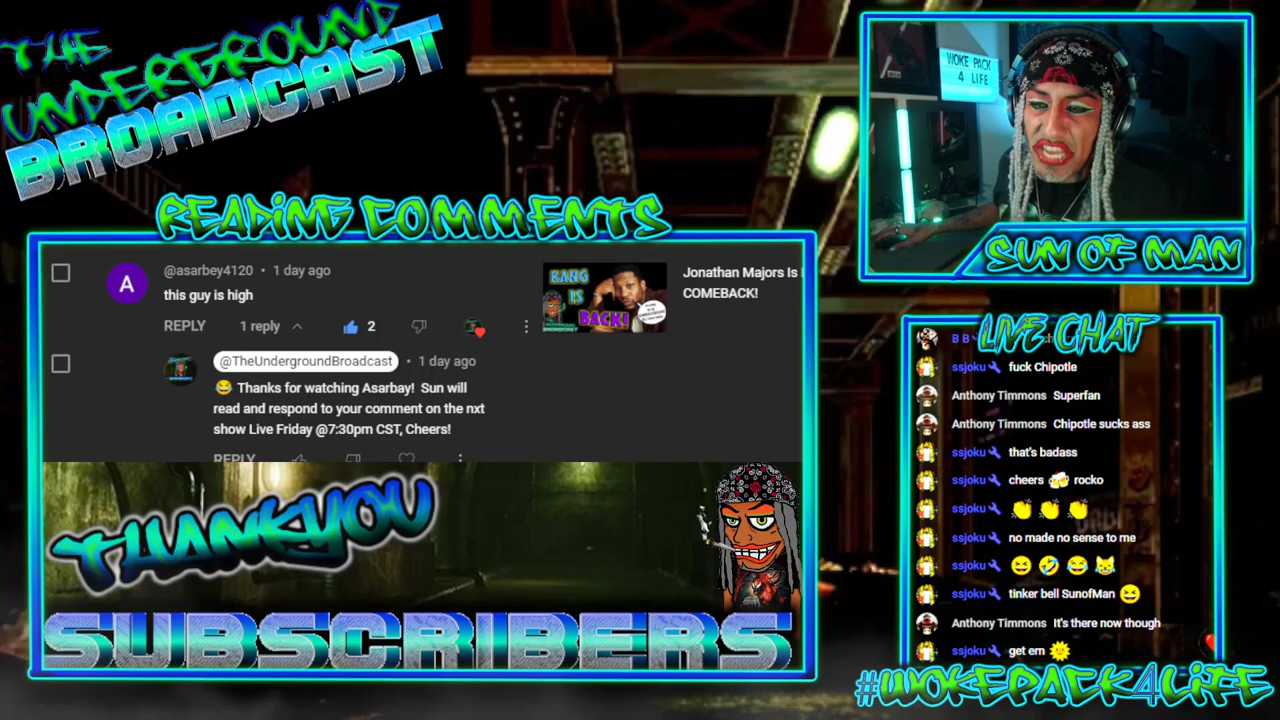 THE
UNDERGROUND
BROADCAST
READING COMMENTS
A
@asarbey4120 • 1 day ago
this guy is high
REPLY 1 reply 2
KANG
IS
BACK!
Jonathan Majors Is
COMEBACK!
@TheUndergroundBroadcast • 1 day ago
😂 Thanks for watching Asarbay! Sun will
read and respond to your comment on the nxt
show Live Friday @7:30pm CST, Cheers!
REPLY
THANKYOU
SUBSCRIBERS
WOKE PACK
4 LIFE
SUN OF MAN
LIVE CHAT
B B
ssjoku fuck Chipotle
Anthony Timmons Superfan
Anthony Timmons Chipotle sucks ass
ssjoku that's badass
ssjoku cheers 🍻 rocko
ssjoku 👏 👏 👏
ssjoku no made no sense to me
ssjoku 😆 🤣 😂 😹
ssjoku tinker bell SunofMan 😆
Anthony Timmons It's there now though
ssjoku get em 🌞
#WOKEPACK4LIFE